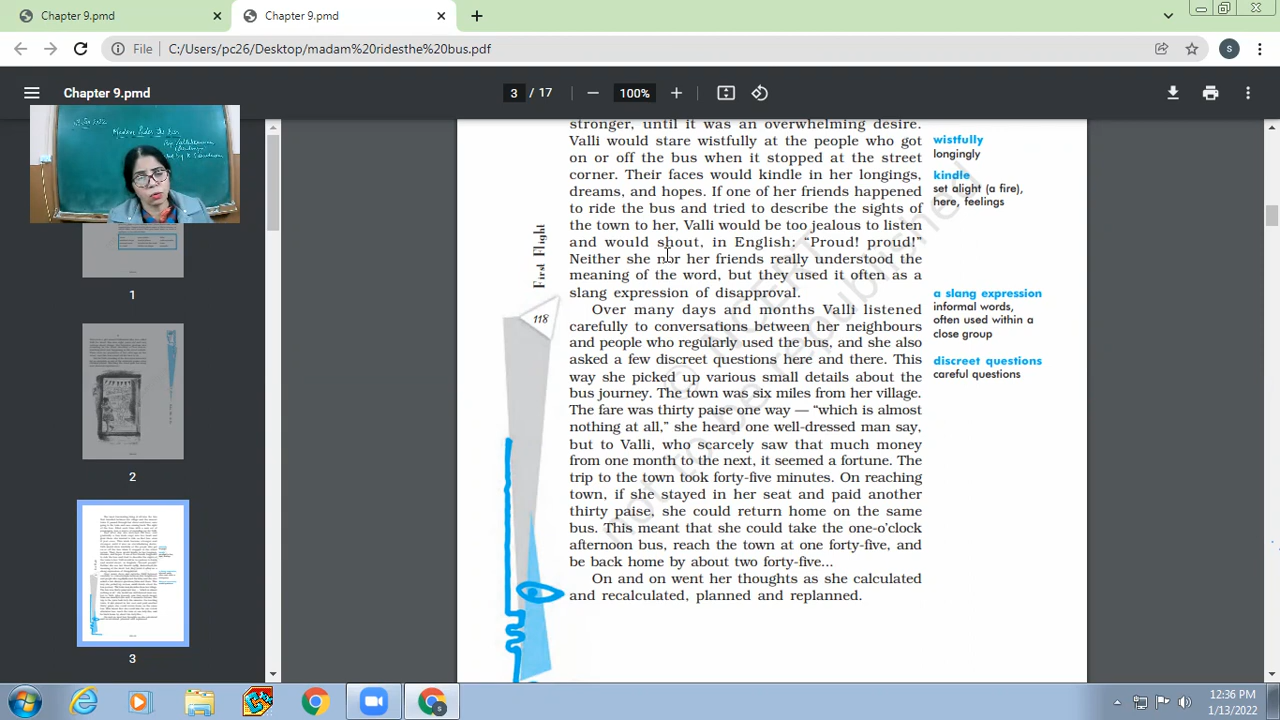 Chapter 9.pmd
Chapter 9.pmd
File
C:/Users/pc26/Desktop/madam%20ridesthe%20bus.pdf
S
Chapter 9.pmd
3 / 17
100%
Madam Rides the Bus
1
2
3
First Flight
118
stronger, until it was an overwhelming desire.
Valli would stare wistfully at the people who got
on or off the bus when it stopped at the street
corner. Their faces would kindle in her longings,
dreams, and hopes. If one of her friends happened
to ride the bus and tried to describe the sights of
the town to her, Valli would be too jealous to listen
and would shout, in English: “Proud! proud!”
Neither she nor her friends really understood the
meaning of the word, but they used it often as a
slang expression of disapproval.
Over many days and months Valli listened
carefully to conversations between her neighbours
and people who regularly used the bus, and she also
asked a few discreet questions here and there. This
way she picked up various small details about the
bus journey. The town was six miles from her village.
The fare was thirty paise one way — “which is almost
nothing at all,” she heard one well-dressed man say,
but to Valli, who scarcely saw that much money
from one month to the next, it seemed a fortune. The
trip to the town took forty-five minutes. On reaching
town, if she stayed in her seat and paid another
thirty paise, she could return home on the same
bus. This meant that she could take the one-o’clock
afternoon bus, reach the town at one forty-five, and
be back home by about two forty-five...
On and on went her thoughts as she calculated
and recalculated, planned and replanned.
wistfully
longingly
kindle
set alight (a fire),
here, feelings
a slang expression
informal words,
often used within a
close group
discreet questions
careful questions
12:36 PM
1/13/2022